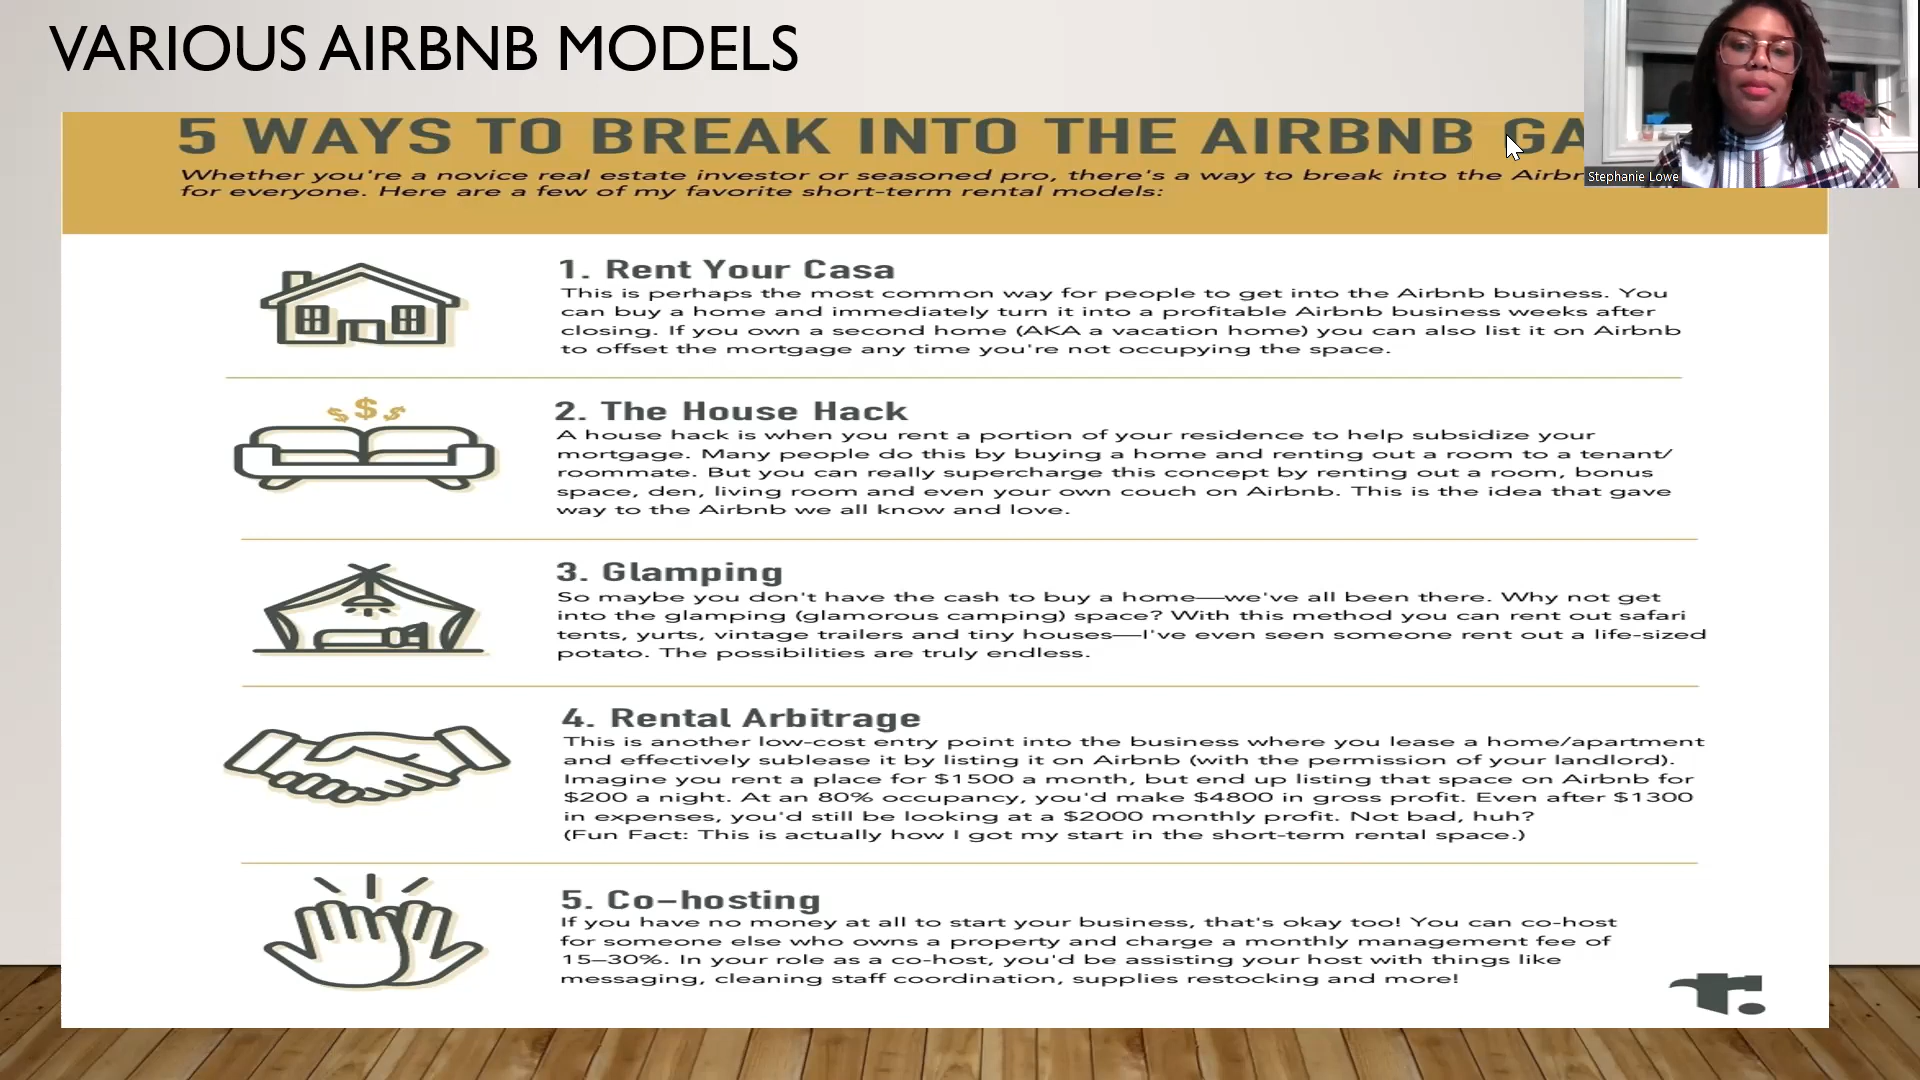 VARIOUS AIRBNB MODELS
5 WAYS TO BREAK INTO THE AIRBNB
Whether you're a novice real estate investor or seasoned pro, there's a way to break into the
for everyone. Here are a few of my favorite short-term rental models:
Stephanie Lowe
1. Rent Your Casa
This is perhaps the most common way for people to get into the Airbnb business. You
can buy a home and immediately turn it into a profitable Airbnb business weeks after
closing. If you own a second home (AKA a vacation home) you can also list it on Airbnb
to offset the mortgage any time you're not occupying the space.
$ $ $
2. The House Hack
A house hack is when you rent a portion of your residence to help subsidize your
mortgage. Many people do this by buying a home and renting out a room to a tenant/
roommate. But you can really supercharge this concept by renting out a room, bonus
space, den, living room and even your own couch on Airbnb. This is the idea that gave
way to the Airbnb we all know and love.
3. Glamping
So maybe you don't have the cash to buy a home—we've all been there. Why not get
into the glamping (glamorous camping) space? With this method you can rent out safari
tents, yurts, vintage trailers and tiny houses—I've even seen someone rent out a life-sized
potato. The possibilities are truly endless.
4. Rental Arbitrage
This is another low-cost entry point into the business where you lease a home/apartment
and effectively sublease it by listing it on Airbnb (with the permission of your landlord).
Imagine you rent a place for $1500 a month, but end up listing that space on Airbnb for
$200 a night. At an 80% occupancy, you'd make $4800 in gross profit. Even after $1300
in expenses, you'd still be looking at a $2000 monthly profit. Not bad, huh?
(Fun Fact: This is actually how I got my start in the short-term rental space.)
5. Co-hosting
If you have no money at all to start your business, that's okay too! You can co-host
for someone else who owns a property and charge a monthly management fee of
15–30%. In your role as a co-host, you'd be assisting your host with things like
messaging, cleaning staff coordination, supplies restocking and more!